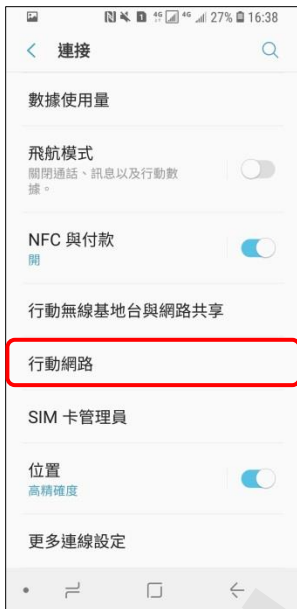 4G 4G 27% 16:38
連接
數據使用量
飛航模式
關閉通話、訊息以及行動數
據。
NFC 與付款
開
行動無線基地台與網路共享
行動網路
SIM 卡管理員
位置
高精確度
更多連線設定